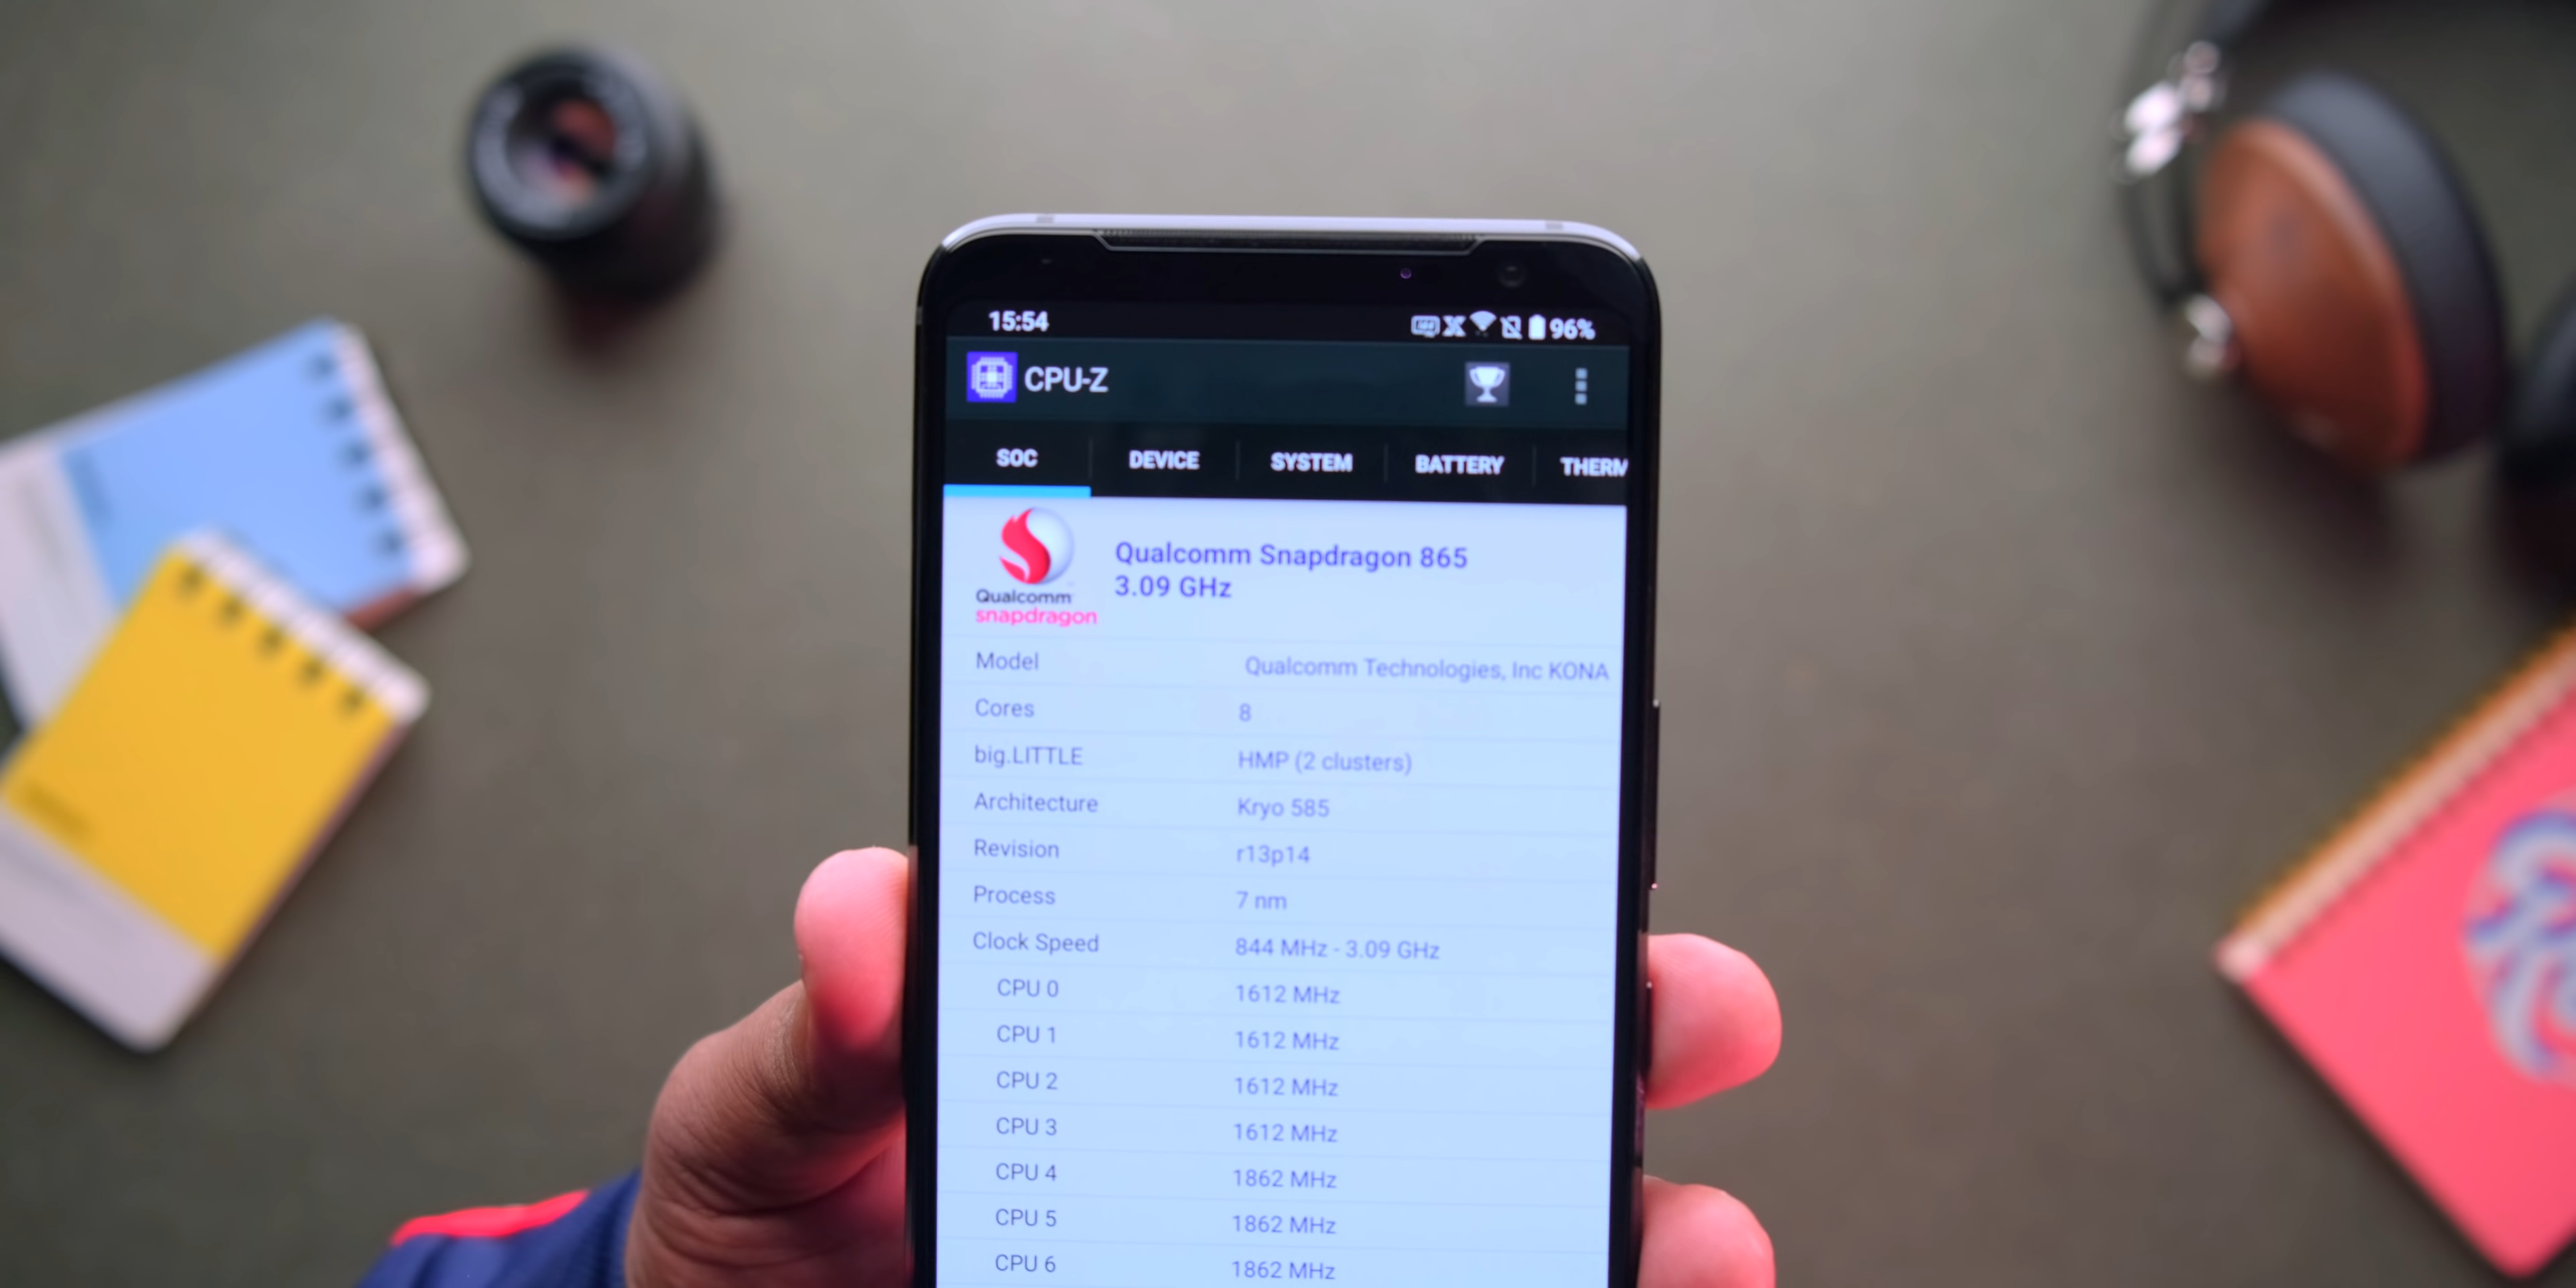 15:54 96%
CPU-Z
SOC DEVICE SYSTEM BATTERY THERM
Qualcomm
snapdragon
Qualcomm Snapdragon 865
3.09 GHz
Model Qualcomm Technologies, Inc KONA
Cores 8
big.LITTLE HMP (2 clusters)
Architecture Kryo 585
Revision r13p14
Process 7 nm
Clock Speed 844 MHz - 3.09 GHz
CPU 0 1612 MHz
CPU 1 1612 MHz
CPU 2 1612 MHz
CPU 3 1612 MHz
CPU 4 1862 MHz
CPU 5 1862 MHz
CPU 6 1862 MHz